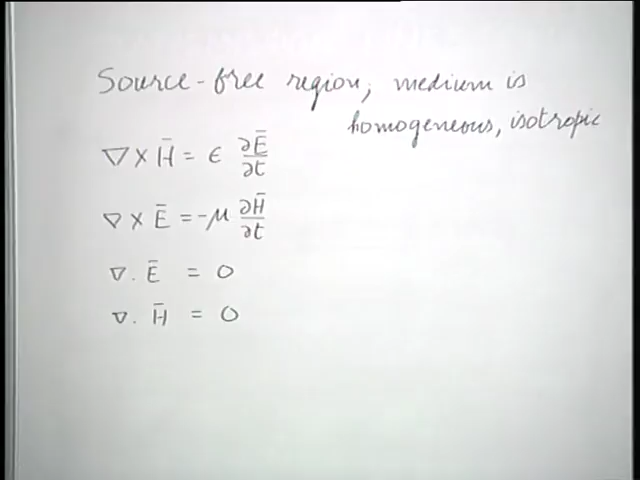 Source-free region, medium is
homogeneous, isotropic
∇ × H̄ = ϵ ∂Ē/∂t
∇ × Ē = -μ ∂H̄/∂t
∇. Ē = 0
∇. H̄ = 0